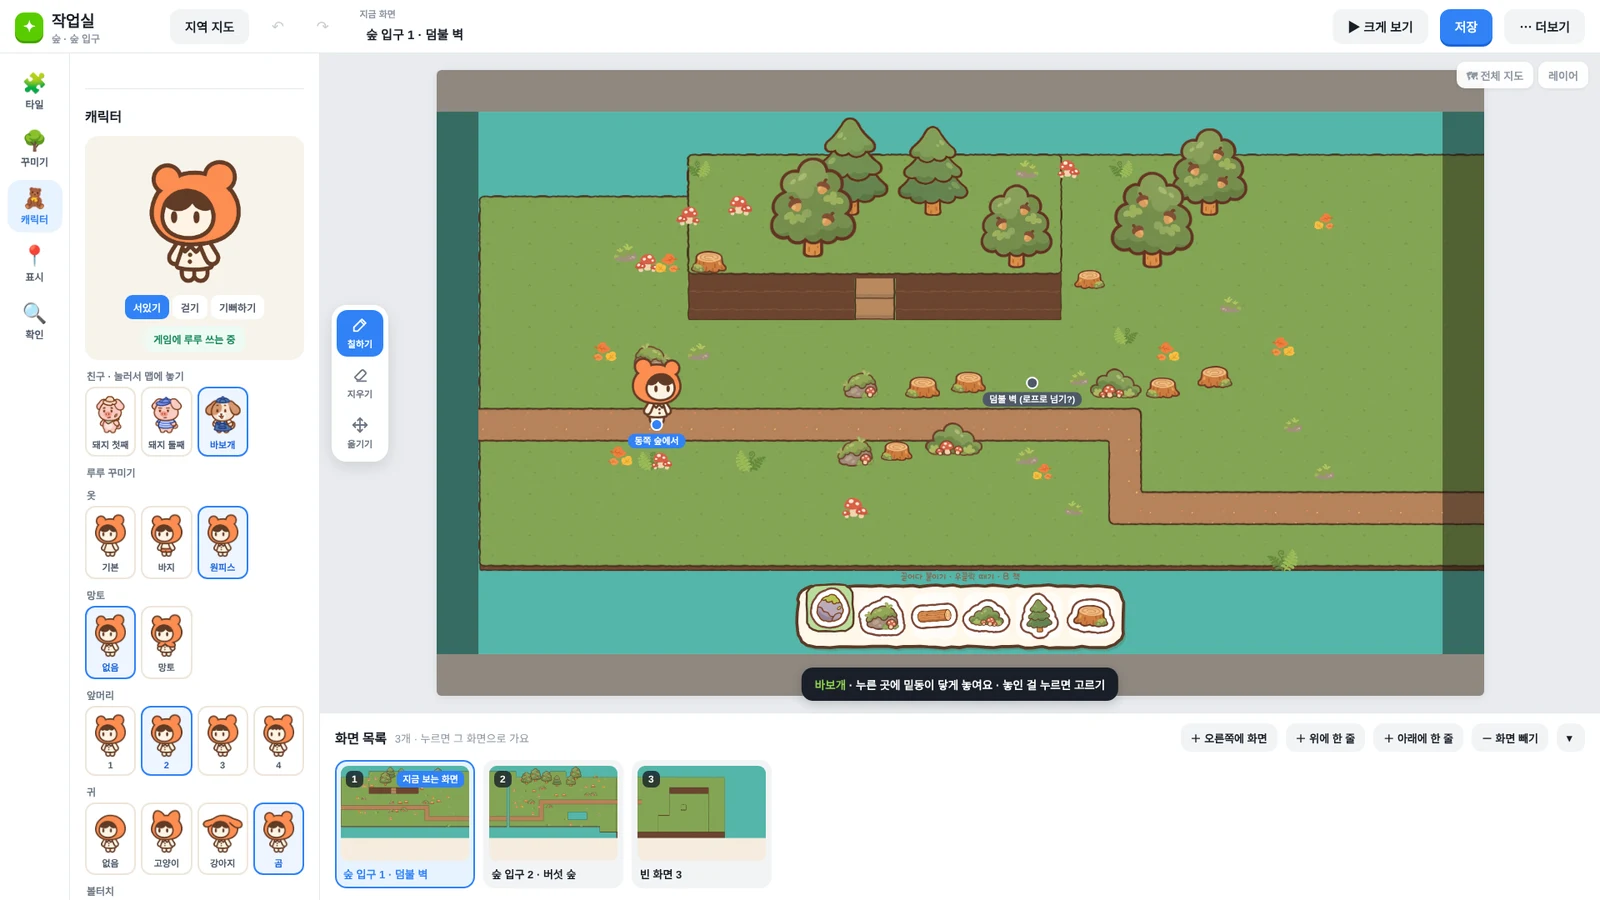 작업실
숲 · 숲 입구
지역 지도
지금 화면
숲 입구 1 · 덤불 벽
▶ 크게 보기
저장
⋯ 더보기
타일
꾸미기
캐릭터
표시
확인
캐릭터
서있기
걷기
기뻐하기
게임에 루루 쓰는 중
친구 · 눌러서 맵에 놓기
돼지 첫째
돼지 둘째
바보개
루루 꾸미기
옷
기본
바지
원피스
망토
없음
망토
앞머리
1
2
3
4
귀
없음
고양이
강아지
곰
볼터치
칠하기
지우기
옮기기
전체 지도
레이어
덤불 벽 (로프로 넘기?)
동쪽 숲에서
바보개 · 누른 곳에 밑동이 닿게 놓여요 · 놓인 걸 누르면 고르기
화면 목록
3개 · 누르면 그 화면으로 가요
+ 오른쪽에 화면
+ 위에 한 줄
+ 아래에 한 줄
− 화면 빼기
▼
1
지금 보는 화면
숲 입구 1 · 덤불 벽
2
숲 입구 2 · 버섯 숲
3
빈 화면 3